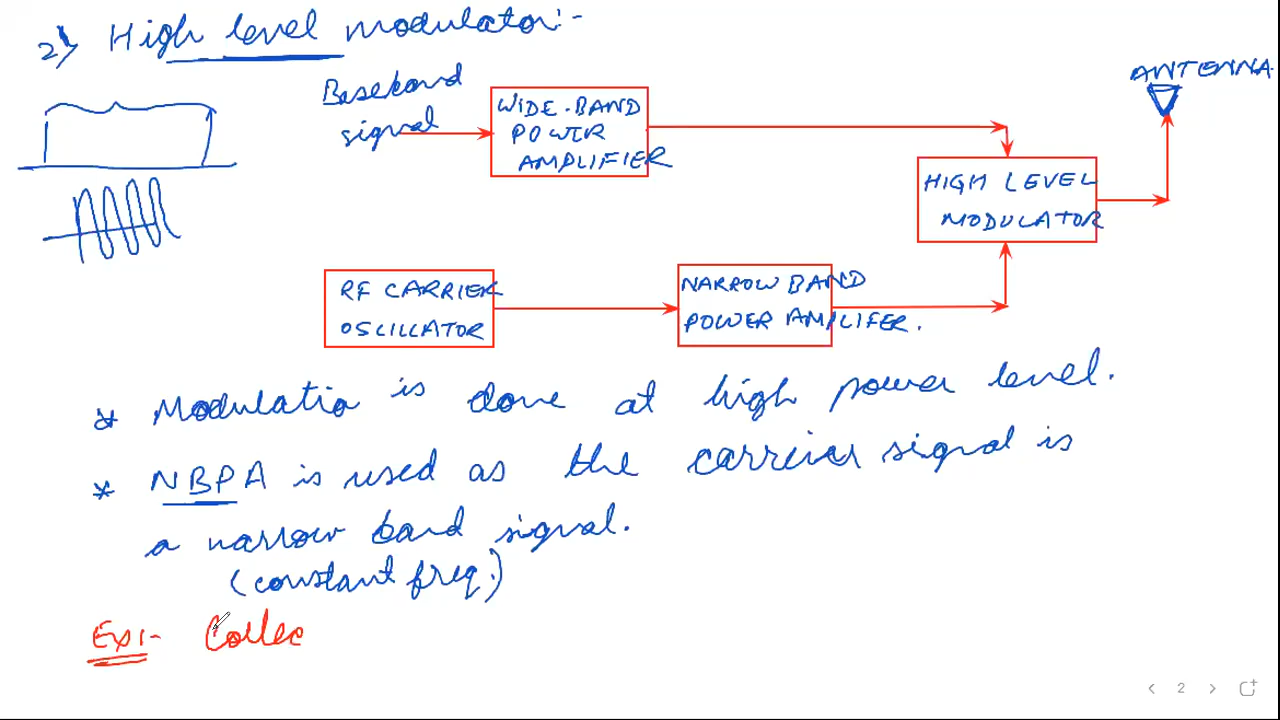 2) High level modulator:-
ANTENNA
Baseband
signal
WIDE-BAND
POWER
AMPLIFIER
HIGH LEVEL
MODULATOR
RF CARRIER
OSCILLATOR
NARROW BAND
POWER AMPLIFER.
* Modulatio is done at high power level.
* NBPA is used as the carrier signal is
a narrow band signal.
(constant freq.)
Ex:- Collec
2